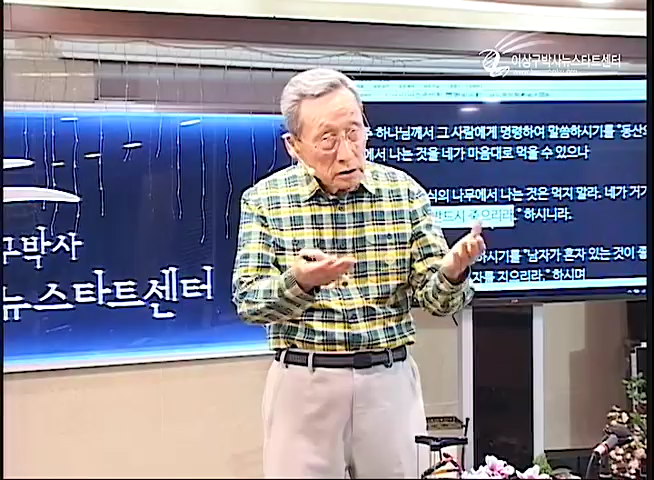 이상구박사뉴스타트센터
하나님께서 그 사람에게 명령하여 말씀하시기를 "동산의
에서 나는 것을 네가 마음대로 먹을 수 있으나
나무에서 나는 것은 먹지 말라. 네가 거기
반드시 죽으리라." 하시니라.
하시기를 "남자가 혼자 있는 것이
자를 지으리라." 하시며
구박사
뉴스타트센터